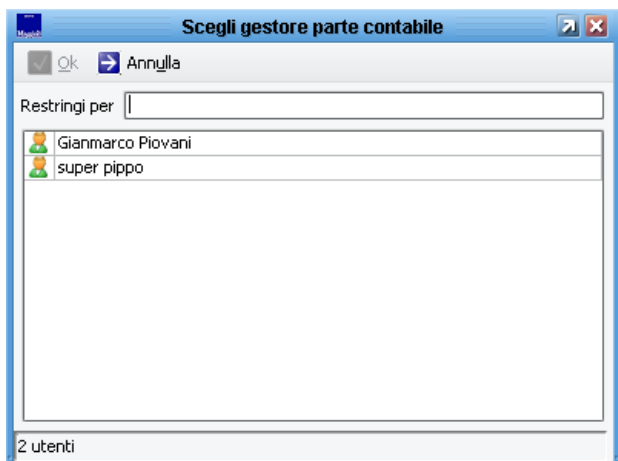 Scegli gestore parte contabile
Ok Annulla
Restringi per
Gianmarco Piovani
super pippo
2 utenti